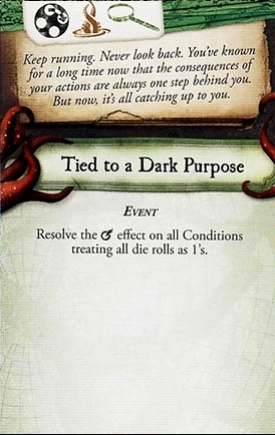 Keep running. Never look back. You've known
for a long time now that the consequences of
your actions are always one step behind you.
But now, it's all catching up to you.
Tied to a Dark Purpose
EVENT
Resolve the effect on all Conditions
treating all die rolls as 1's.